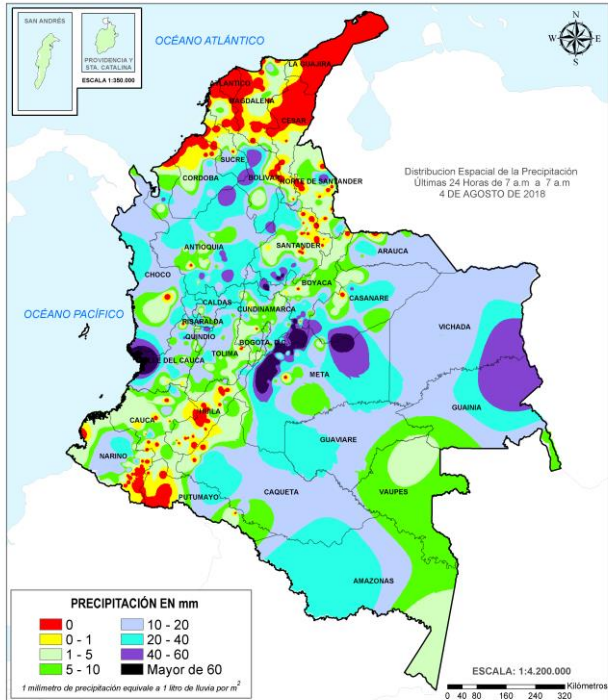 SAN ANDRÉS
PROVIDENCIA Y
STA. CATALINA
ESCALA 1:350.000
OCÉANO ATLÁNTICO
N
W E
S
LA GUAJIRA
ATLANTICO
MAGDALENA
CESAR
SUCRE
BOLIVAR
NORTE DE SANTANDER
CORDOBA
Distribucion Espacial de la Precipitación
Últimas 24 Horas de 7 a.m a 7 a.m
4 DE AGOSTO DE 2018
ANTIOQUIA
SANTANDER
ARAUCA
CHOCO
BOYACA
CASANARE
CALDAS
CUNDINAMARCA
OCÉANO PACÍFICO
RISARALDA
VICHADA
QUINDIO
BOGOTA, D.C.
TOLIMA
DEL CAUCA
META
GUAINIA
CAUCA
HUILA
GUAVIARE
NARINO
PUTUMAYO
CAQUETA
VAUPES
AMAZONAS
PRECIPITACIÓN EN mm
0
0 - 1
1 - 5
5 - 10
10 - 20
20 - 40
40 - 60
Mayor de 60
1 milímetro de precipitación equivale a 1 litro de lluvia por m²
ESCALA: 1:4.200.000
0 40 80 160 240 320 Kilómetros